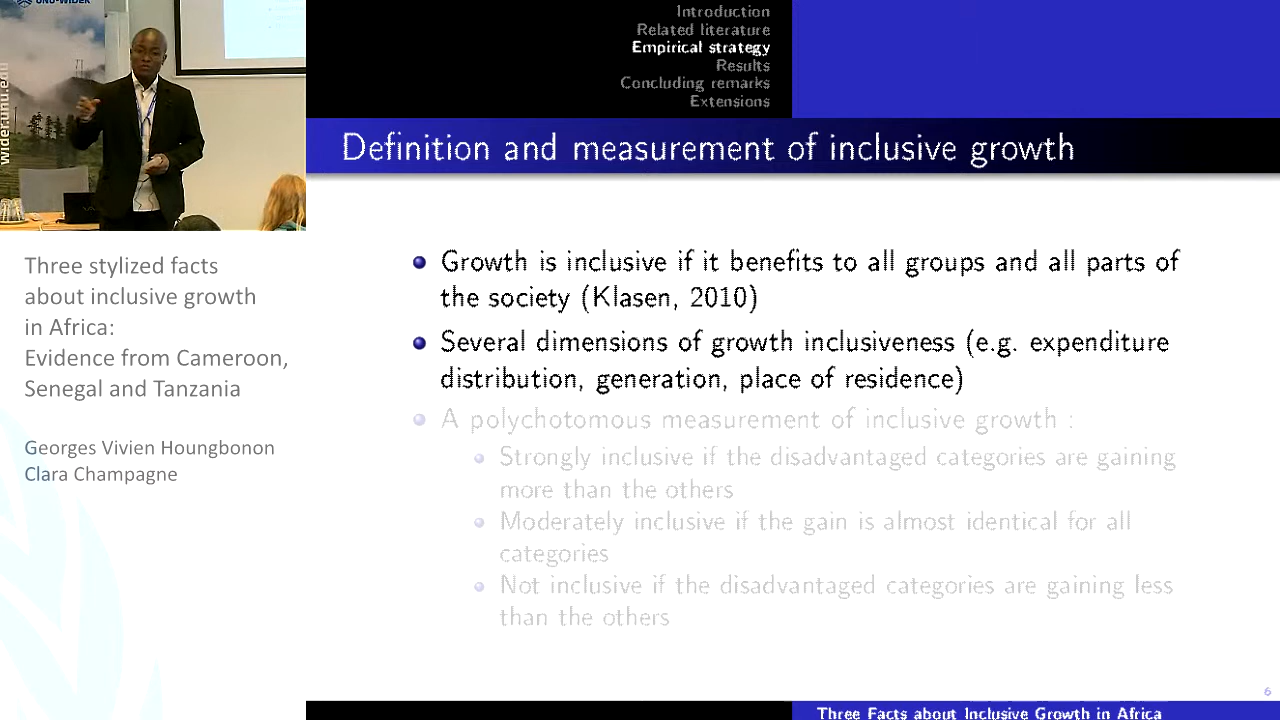 UNU-WIDER
wider.unu.edu
Three stylized facts
about inclusive growth
in Africa:
Evidence from Cameroon,
Senegal and Tanzania
Georges Vivien Houngbonon
Clara Champagne
Introduction
Related literature
Empirical strategy
Results
Concluding remarks
Extensions
Definition and measurement of inclusive growth
Growth is inclusive if it benefits to all groups and all parts of
the society (Klasen, 2010)
Several dimensions of growth inclusiveness (e.g. expenditure
distribution, generation, place of residence)
A polychotomous measurement of inclusive growth :
Strongly inclusive if the disadvantaged categories are gaining
more than the others
Moderately inclusive if the gain is almost identical for all
categories
Not inclusive if the disadvantaged categories are gaining less
than the others
6
Three Facts about Inclusive Growth in Africa